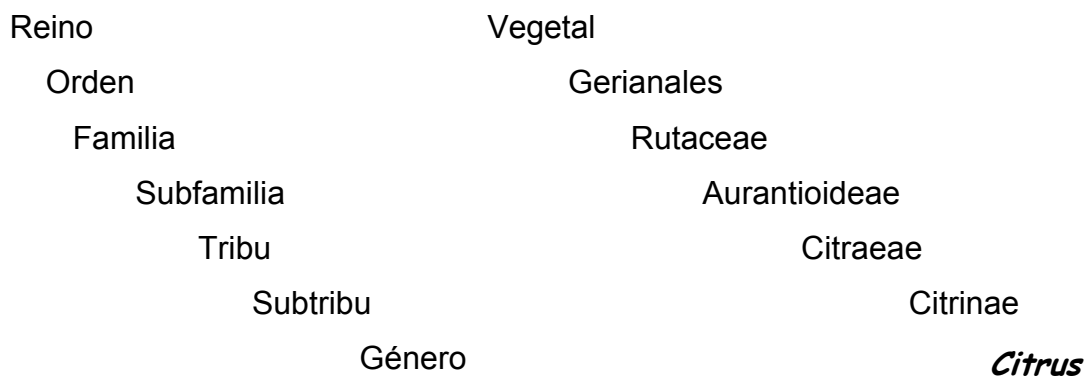 Reino Vegetal
Orden Gerianales
Familia Rutaceae
Subfamilia Aurantioideae
Tribu Citraeae
Subtribu Citrinae
Género Citrus